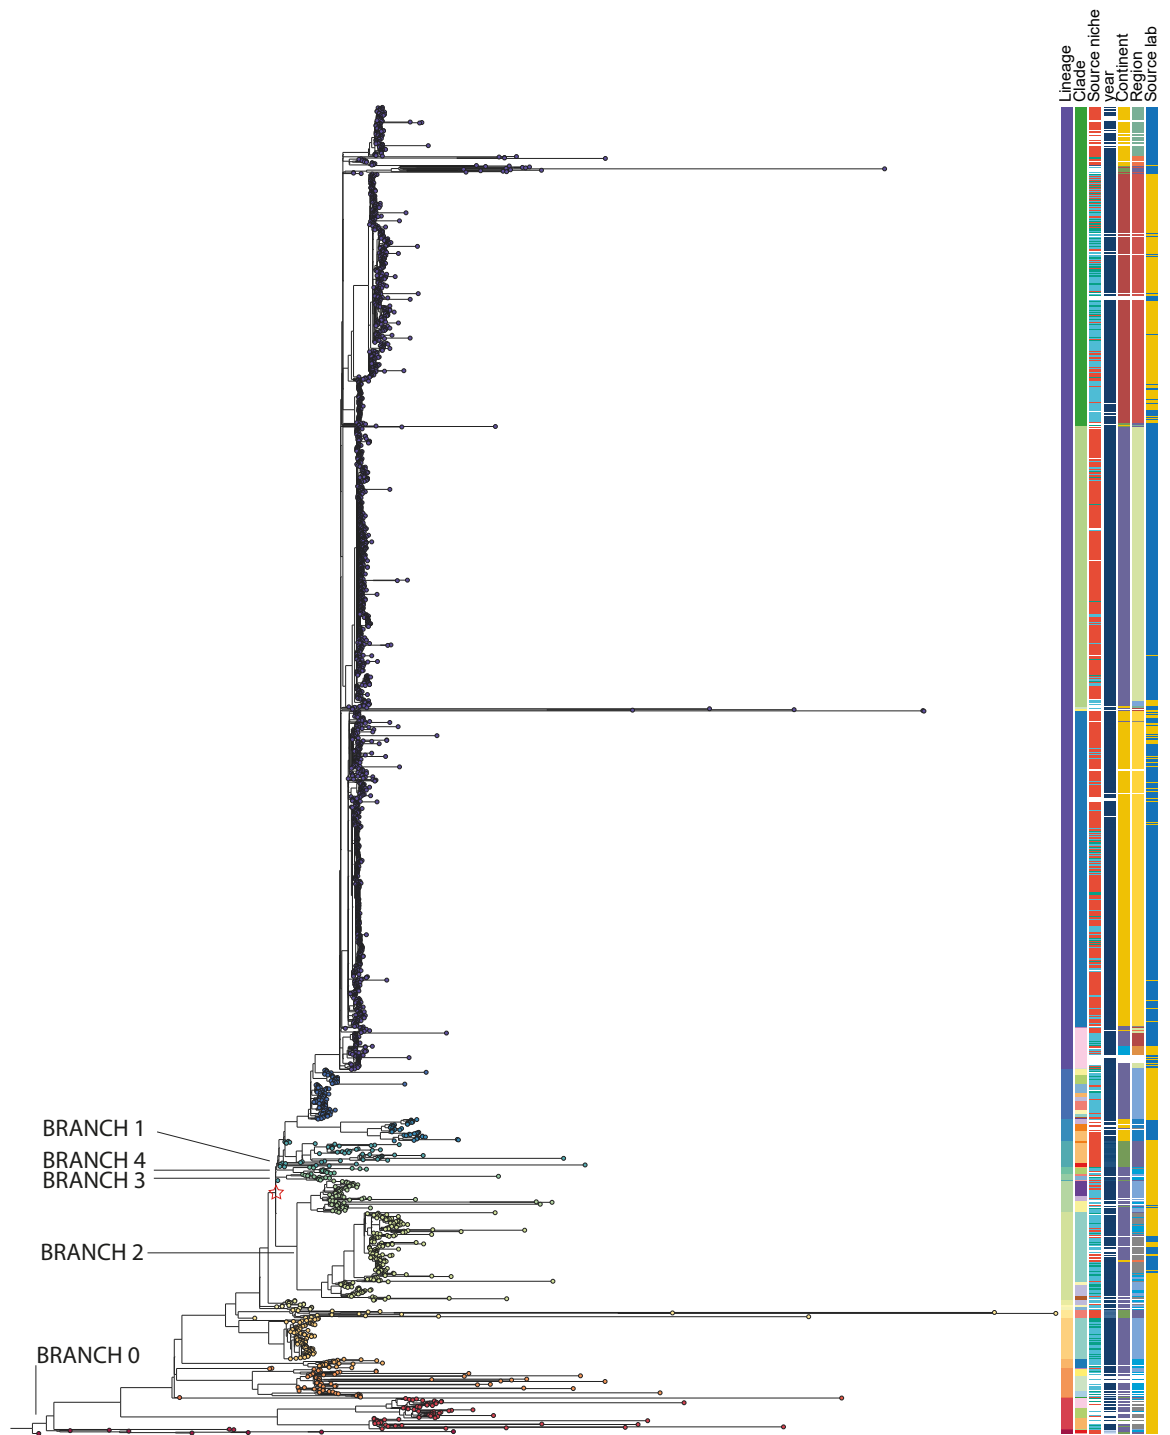 Lineage
Clade
Source niche
year
Continent
Region
Source lab
BRANCH 1
BRANCH 4
BRANCH 3
BRANCH 2
BRANCH 0